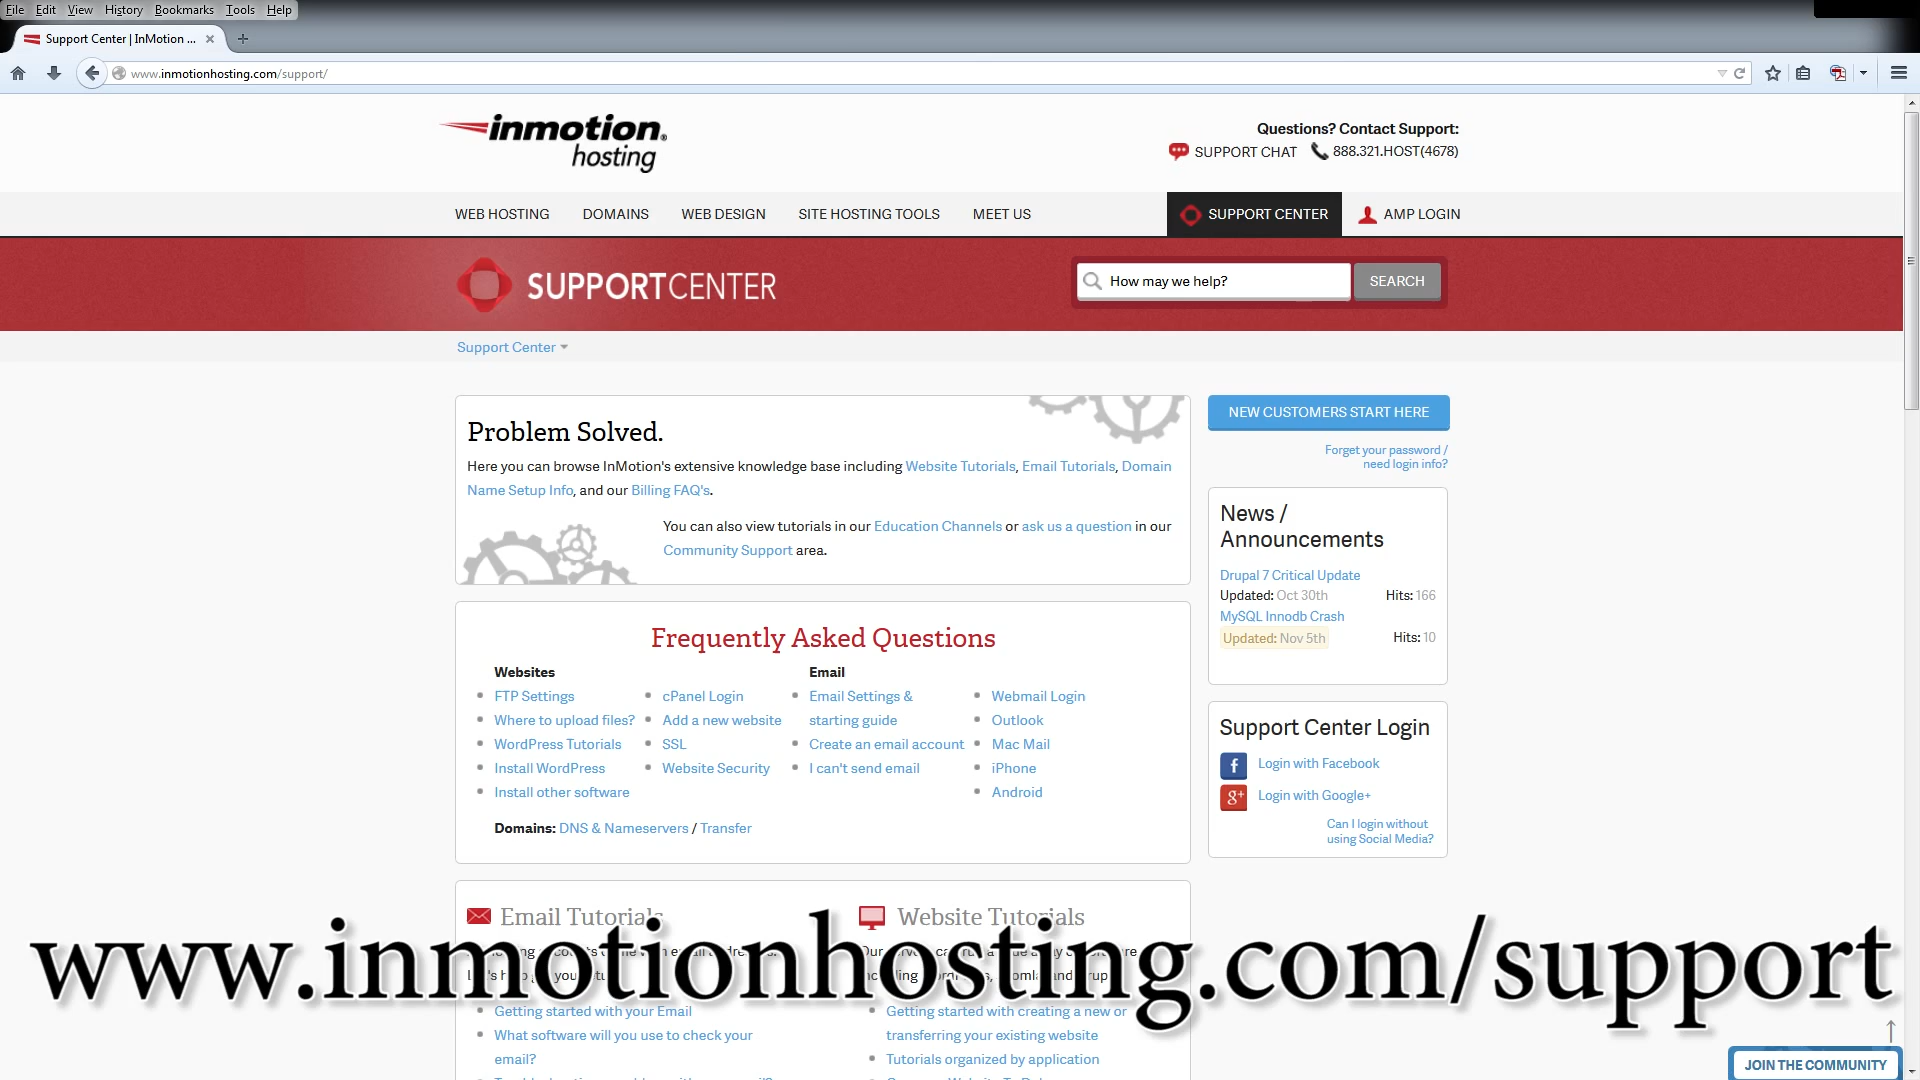 File Edit View History Bookmarks Tools Help
Support Center | InMotion ...
www.inmotionhosting.com/support/
inmotion®
hosting
Questions? Contact Support:
SUPPORT CHAT 888.321.HOST(4678)
WEB HOSTING DOMAINS WEB DESIGN SITE HOSTING TOOLS MEET US SUPPORT CENTER AMP LOGIN
SUPPORTCENTER
How may we help? SEARCH
Support Center
Problem Solved.
Here you can browse InMotion's extensive knowledge base including Website Tutorials, Email Tutorials, Domain
Name Setup Info, and our Billing FAQ's.
You can also view tutorials in our Education Channels or ask us a question in our
Community Support area.
NEW CUSTOMERS START HERE
Forget your password /
need login info?
News /
Announcements
Drupal 7 Critical Update
Updated: Oct 30th Hits: 166
MySQL Innodb Crash
Updated: Nov 5th Hits: 10
Frequently Asked Questions
Websites
FTP Settings
Where to upload files?
WordPress Tutorials
Install WordPress
Install other software
cPanel Login
Add a new website
SSL
Website Security
Email
Email Settings &
starting guide
Create an email account
I can't send email
Webmail Login
Outlook
Mac Mail
iPhone
Android
Domains: DNS & Nameservers / Transfer
Support Center Login
f Login with Facebook
g+ Login with Google+
Can I login without
using Social Media?
Email Tutorials
Website Tutorials
www.inmotionhosting.com/support
Getting started with your Email
What software will you use to check your
email?
Getting started with creating a new or
transferring your existing website
Tutorials organized by application
JOIN THE COMMUNITY